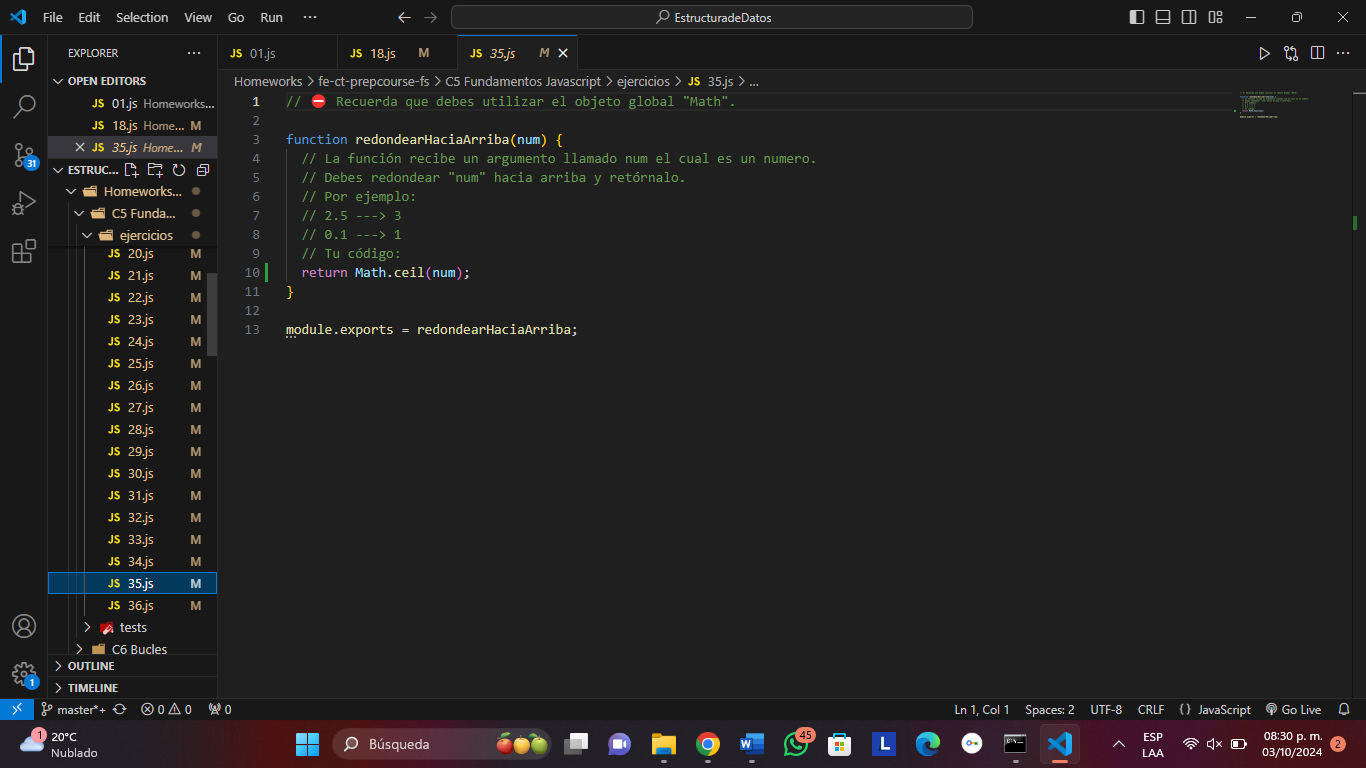 File Edit Selection View Go Run ···
EstructuradeDatos
EXPLORER ···
OPEN EDITORS
JS 01.js Homeworks...
JS 18.js Home... M
JS 35.js Home... M
ESTRUC...
Homeworks...
C5 Funda...
ejercicios
JS 20.js M
JS 21.js M
JS 22.js M
JS 23.js M
JS 24.js M
JS 25.js M
JS 26.js M
JS 27.js M
JS 28.js M
JS 29.js M
JS 30.js M
JS 31.js M
JS 32.js M
JS 33.js M
JS 34.js M
JS 35.js M
JS 36.js M
tests
C6 Bucles
OUTLINE
TIMELINE
31
1
JS 01.js JS 18.js M JS 35.js M
Homeworks > fe-ct-prepcourse-fs > C5 Fundamentos Javascript > ejercicios > JS 35.js > ...
1 // ⛔ Recuerda que debes utilizar el objeto global "Math".
2
3 function redondearHaciaArriba(num) {
4 // La función recibe un argumento llamado num el cual es un numero.
5 // Debes redondear "num" hacia arriba y retórnalo.
6 // Por ejemplo:
7 // 2.5 ---> 3
8 // 0.1 ---> 1
9 // Tu código:
10 return Math.ceil(num);
11 }
12
13 module.exports = redondearHaciaArriba;
master*+ 0 0 0 Ln 1, Col 1 Spaces: 2 UTF-8 CRLF {} JavaScript Go Live
1 20°C
Nublado
Búsqueda
45
L
ESP
LAA
08:30 p. m.
03/10/2024
2